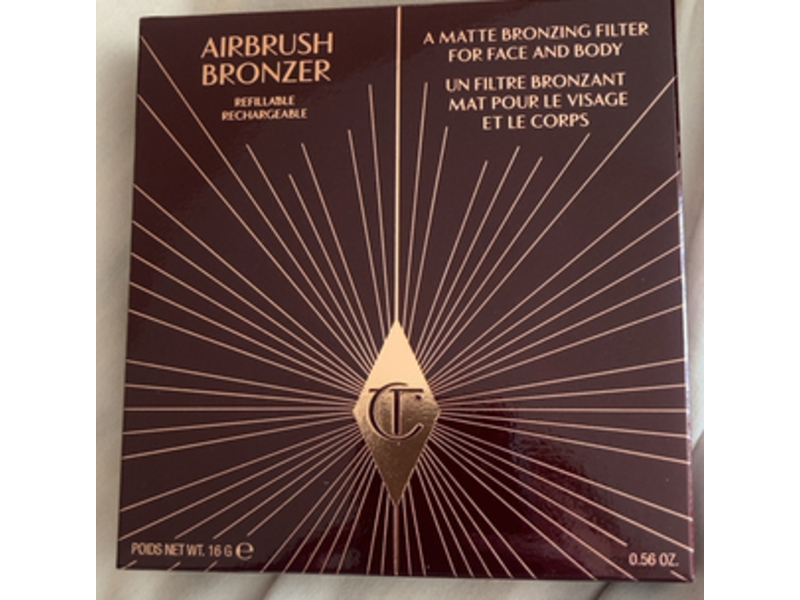 AIRBRUSH
BRONZER
REFILLABLE
RECHARGEABLE
A MATTE BRONZING FILTER
FOR FACE AND BODY
UN FILTRE BRONZANT
MAT POUR LE VISAGE
ET LE CORPS
CT
POIDS NET WT. 16 G ℮
0.56 OZ.